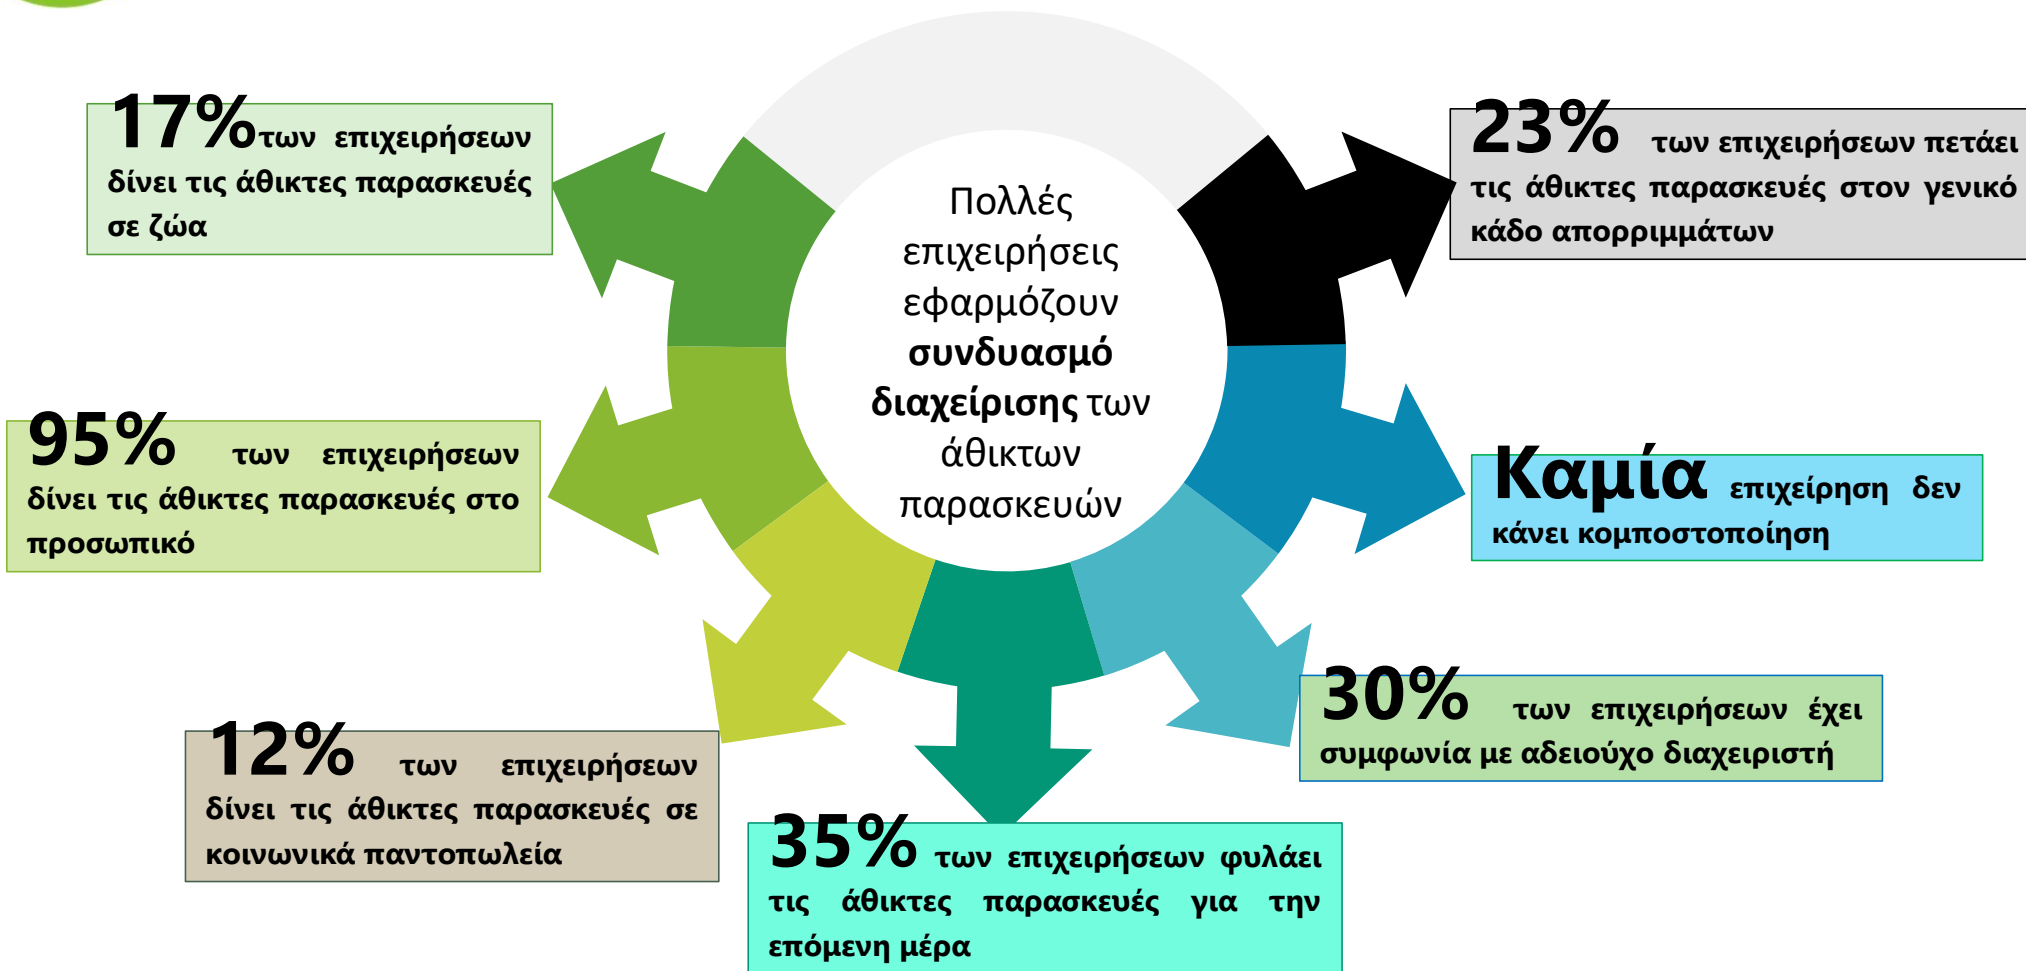 17% των επιχειρήσεων
δίνει τις άθικτες παρασκευές
σε ζώα
95% των επιχειρήσεων
δίνει τις άθικτες παρασκευές στο
προσωπικό
12% των επιχειρήσεων
δίνει τις άθικτες παρασκευές σε
κοινωνικά παντοπωλεία
35% των επιχειρήσεων φυλάει
τις άθικτες παρασκευές για την
επόμενη μέρα
30% των επιχειρήσεων έχει
συμφωνία με αδειούχο διαχειριστή
Καμία επιχείρηση δεν
κάνει κομποστοποίηση
23% των επιχειρήσεων πετάει
τις άθικτες παρασκευές στον γενικό
κάδο απορριμμάτων
Πολλές
επιχειρήσεις
εφαρμόζουν
συνδυασμό
διαχείρισης των
άθικτων
παρασκευών